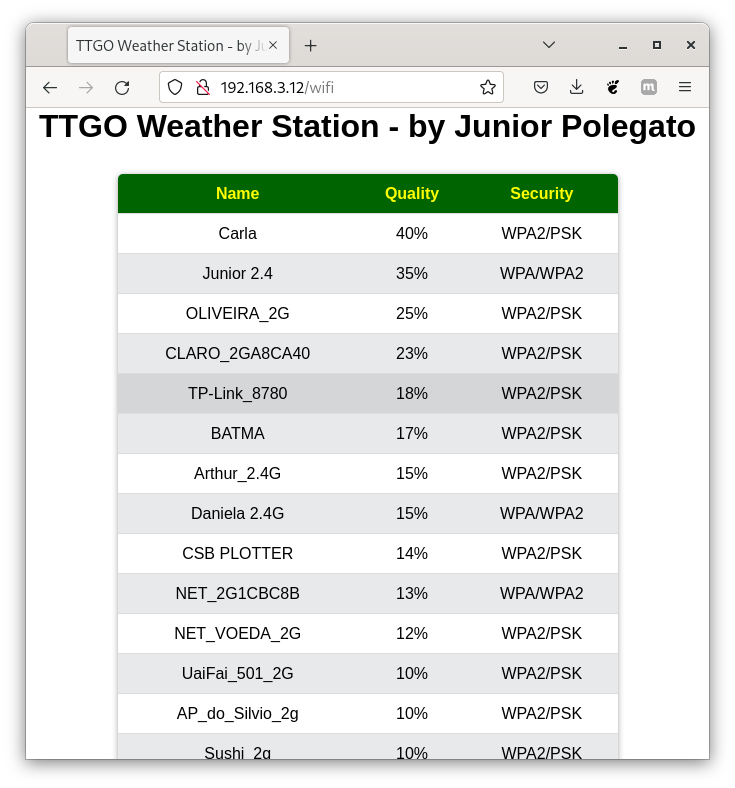 TTGO Weather Station - by Ju
192.168.3.12/wifi
TTGO Weather Station - by Junior Polegato
Name Quality Security
Carla 40% WPA2/PSK
Junior 2.4 35% WPA/WPA2
OLIVEIRA_2G 25% WPA2/PSK
CLARO_2GA8CA40 23% WPA2/PSK
TP-Link_8780 18% WPA2/PSK
BATMA 17% WPA2/PSK
Arthur_2.4G 15% WPA2/PSK
Daniela 2.4G 15% WPA/WPA2
CSB PLOTTER 14% WPA2/PSK
NET_2G1CBC8B 13% WPA/WPA2
NET_VOEDA_2G 12% WPA2/PSK
UaiFai_501_2G 10% WPA2/PSK
AP_do_Silvio_2g 10% WPA2/PSK
Sushi_2g 10% WPA2/PSK